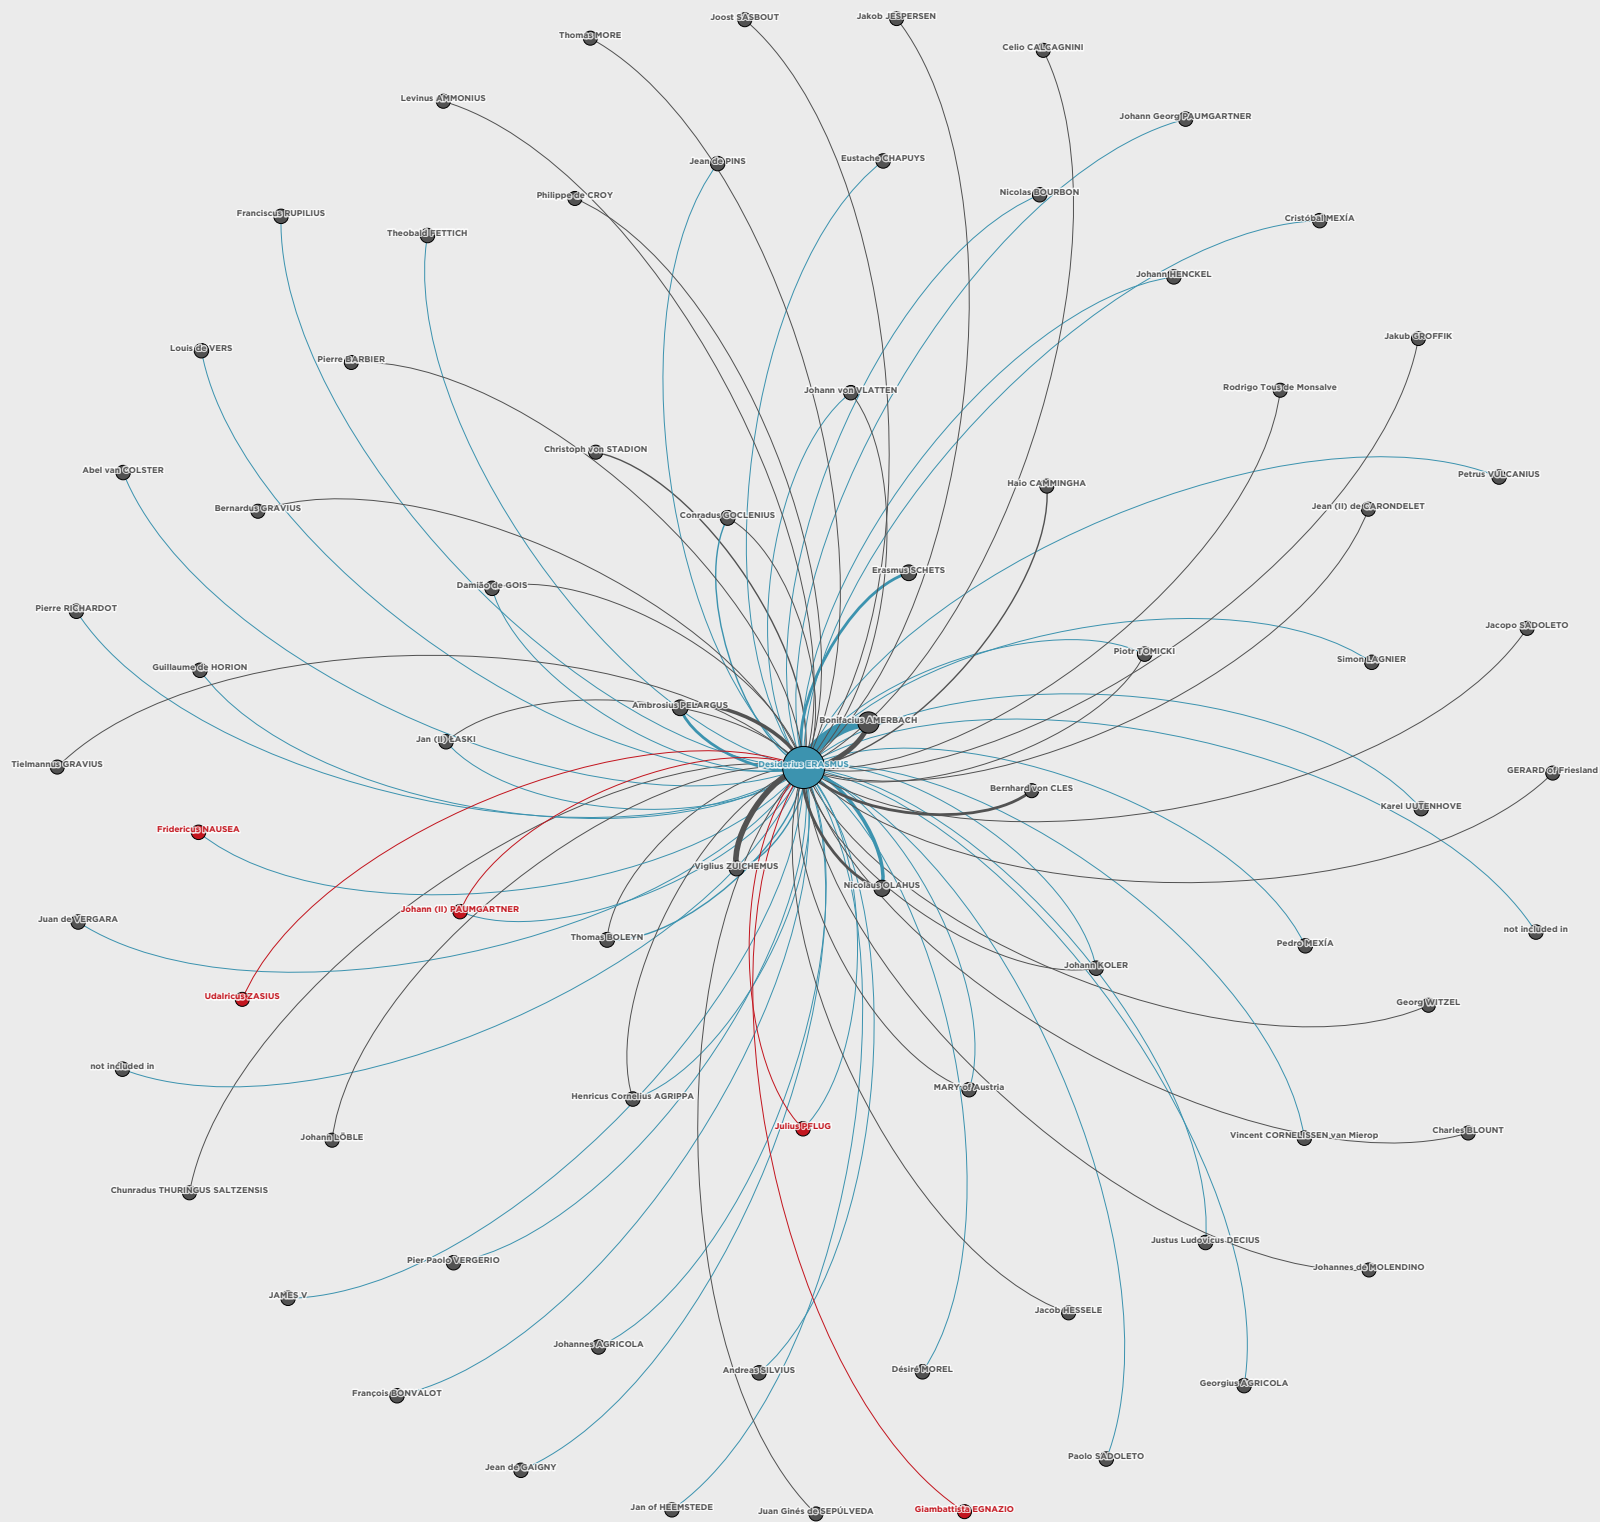 Joost SASBOUT
Jakob JESPERSEN
Thomas MORE
Celio CALCAGNINI
Levinus AMMONIUS
Johann Georg PAUMGARTNER
Jean de PINS
Eustache CHAPUYS
Philippe de CROY
Nicolas BOURBON
Franciscus RUPILIUS
Cristóbal MEXÍA
Theobald FETTICH
Johann HENCKEL
Jakub GROFFIK
Louis de VERS
Pierre BARBIER
Rodrigo Tous de Monsalve
Johann von VLATTEN
Christoph von STADION
Abel van COLSTER
Petrus VULCANIUS
Haio CAMMINGHA
Bernardus GRAVIUS
Jean (II) de CARONDELET
Conradus GOCLENIUS
Erasmus SCHETS
Damião de GOIS
Pierre RICHARDOT
Jacopo SADOLETO
Piotr TOMICKI
Simon LAGNIER
Guillaume de HORION
Ambrosius PELARGUS
Bonifacius AMERBACH
Jan (II) ŁASKI
Tielmannus GRAVIUS
Desiderius ERASMUS
GERARD of Friesland
Bernhard von CLES
Karel UUTENHOVE
Fridericus NAUSEA
Viglius ZUICHEMUS
Nicolaus OLAHUS
Johann (II) PAUMGARTNER
Juan de VERGARA
Thomas BOLEYN
not included in
Pedro MEXÍA
Johann KOLER
Udalricus ZASIUS
Georg WITZEL
not included in
MARY of Austria
Henricus Cornelius AGRIPPA
Julius PFLUG
Johann LÖBLE
Vincent CORNELISSEN van Mierop
Charles BLOUNT
Chunradus THURINGUS SALTZENSIS
Justus Ludovicus DECIUS
Pier Paolo VERGERIO
Johannes de MOLENDINO
JAMES V
Jacob HESSELE
Johannes AGRICOLA
Andreas SILVIUS
Désiré MOREL
Georgius AGRICOLA
François BONVALOT
Paolo SADOLETO
Jean de GAIGNY
Jan of HEEMSTEDE
Juan Ginés de SEPÚLVEDA
Giambattista EGNAZIO